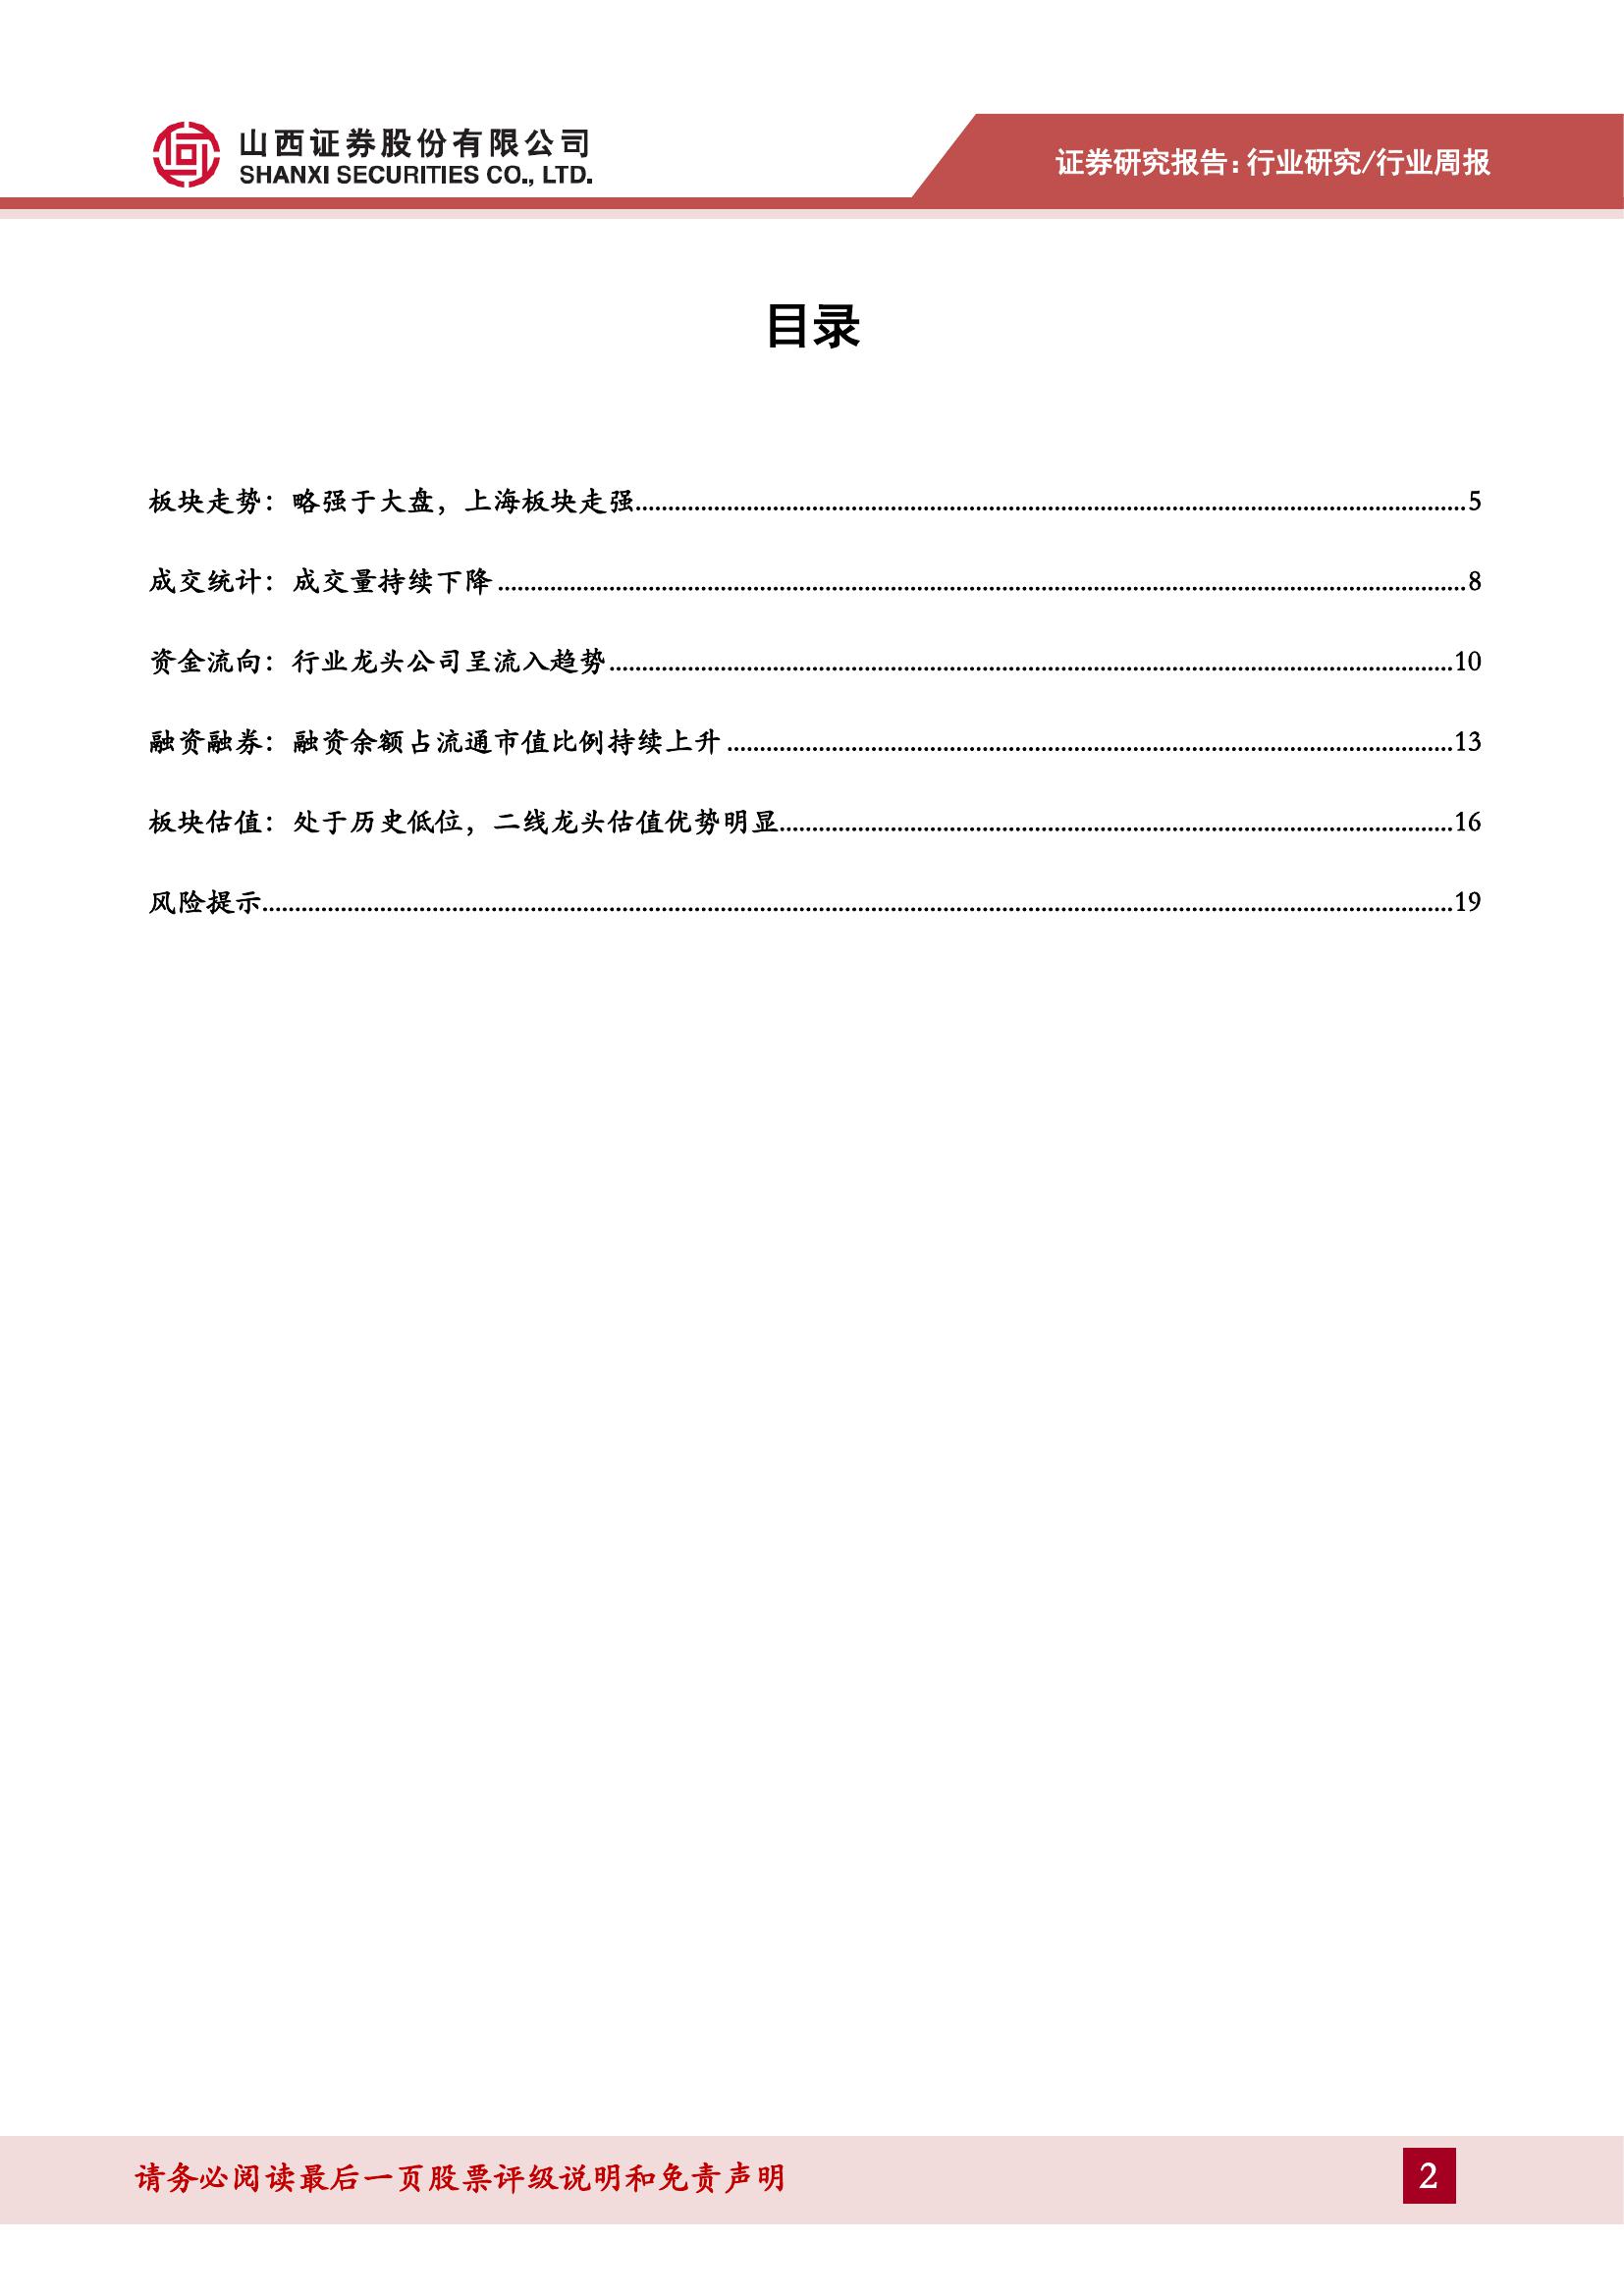 山西证券股份有限公司
SHANXI SECURITIES CO., LTD.
证券研究报告：行业研究/行业周报
目录
板块走势：略强于大盘，上海板块走强........................5
成交统计：成交量持续下降........................8
资金流向：行业龙头公司呈流入趋势........................10
融资融券：融资余额占流通市值比例持续上升........................13
板块估值：处于历史低位，二线龙头估值优势明显........................16
风险提示........................19
请务必阅读最后一页股票评级说明和免责声明
2